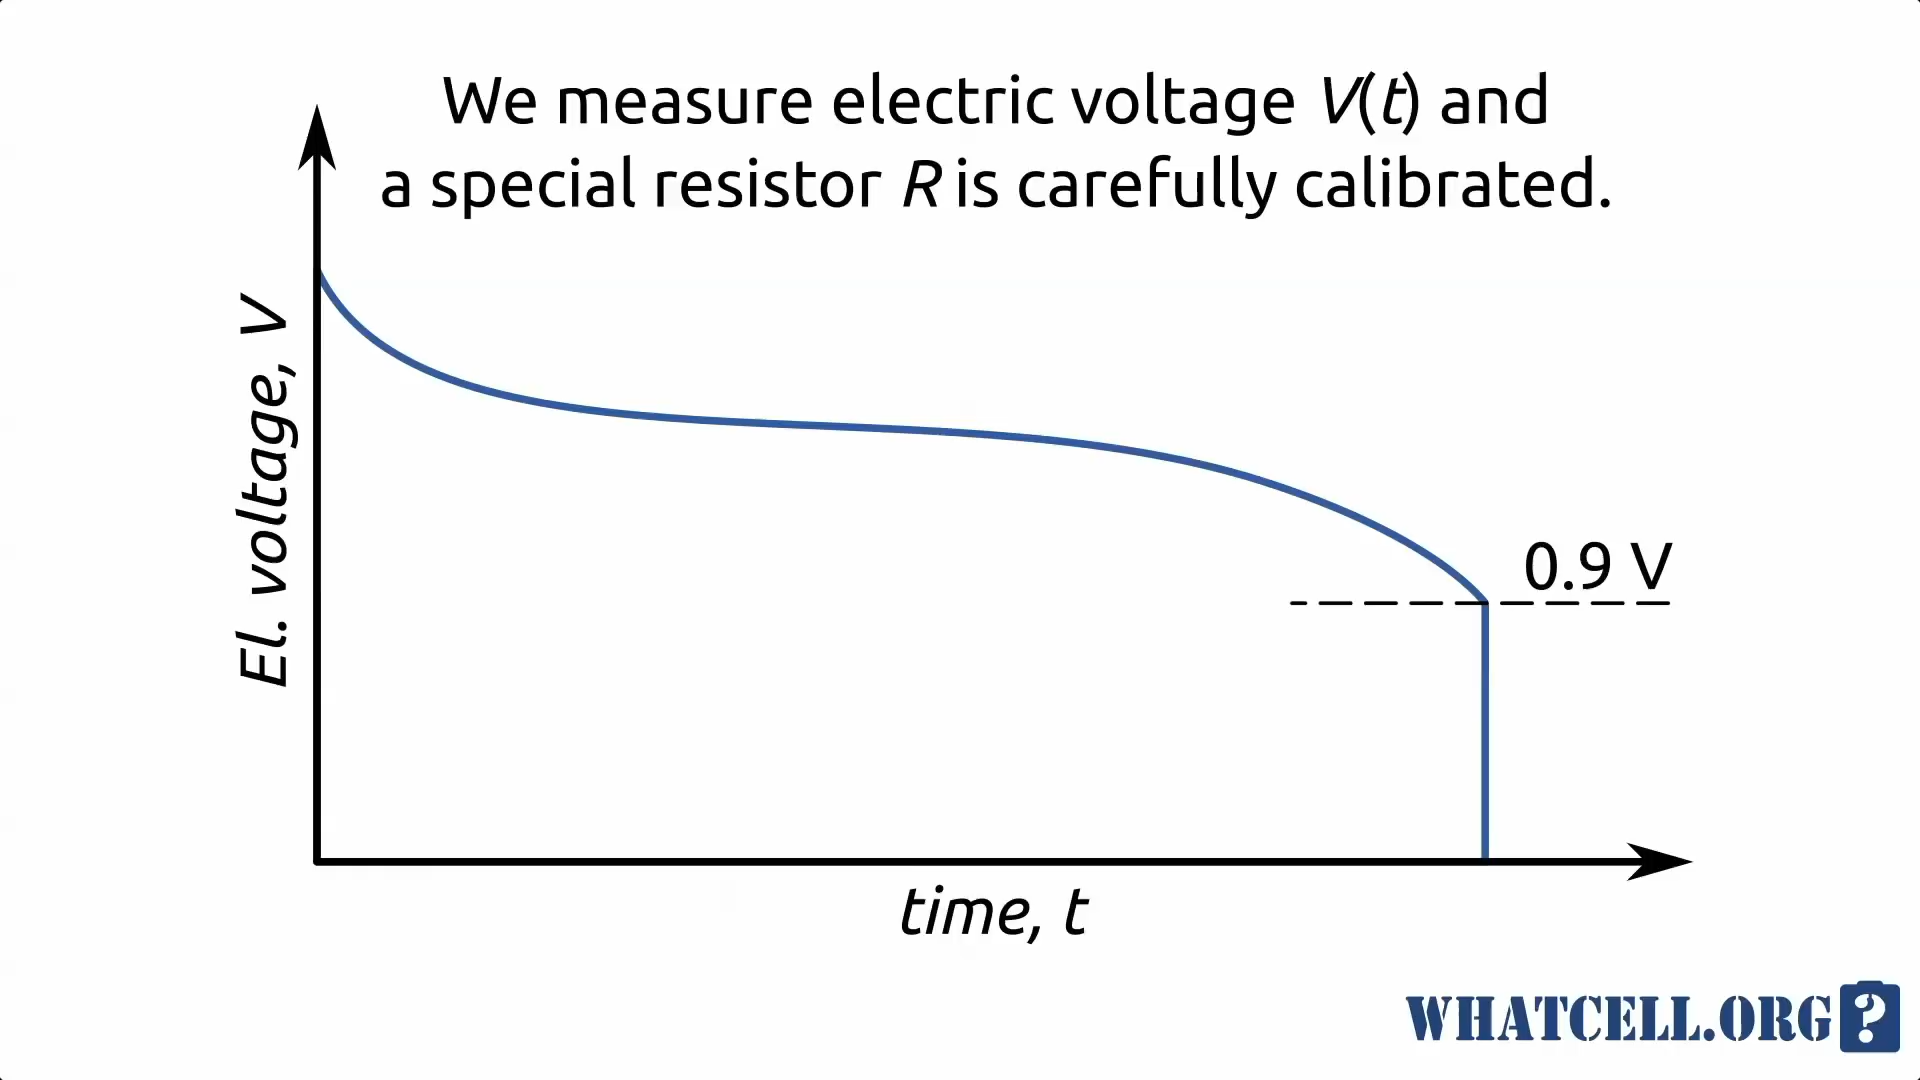 We measure electric voltage V(t) and
a special resistor R is carefully calibrated.
El. voltage, V
0.9 V
time, t
WHATCELL.ORG?